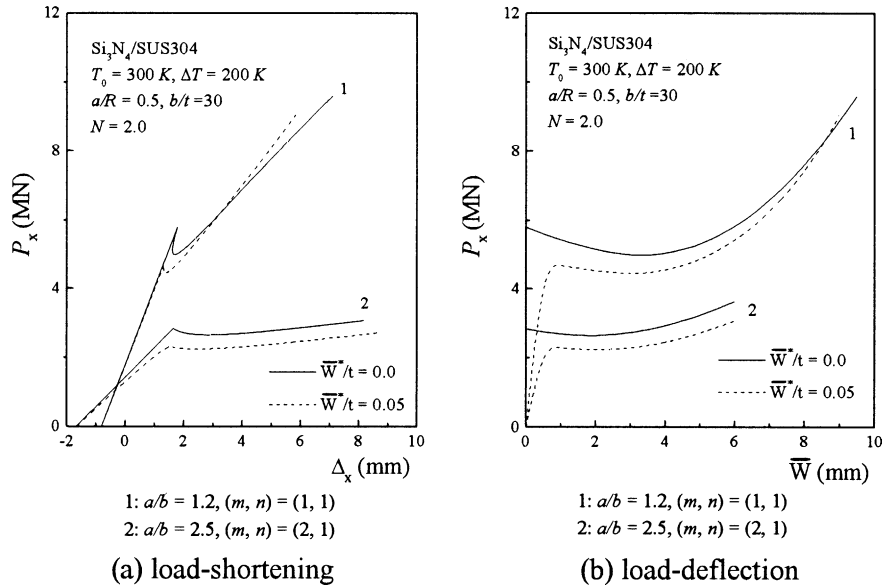 12
Si₃N₄/SUS304
T₀ = 300 K, ΔT = 200 K
a/R = 0.5, b/t =30
N = 2.0
1
8
Pₓ (MN)
4
2
W̅*/t = 0.0
W̅*/t = 0.05
0
-2 0 2 4 6 8 10
Δₓ (mm)
1: a/b = 1.2, (m, n) = (1, 1)
2: a/b = 2.5, (m, n) = (2, 1)
(a) load-shortening
12
Si₃N₄/SUS304
T₀ = 300 K, ΔT = 200 K
a/R = 0.5, b/t =30
N = 2.0
1
8
Pₓ (MN)
4
2
W̅*/t = 0.0
W̅*/t = 0.05
0
0 2 4 6 8 10
W̅ (mm)
1: a/b = 1.2, (m, n) = (1, 1)
2: a/b = 2.5, (m, n) = (2, 1)
(b) load-deflection